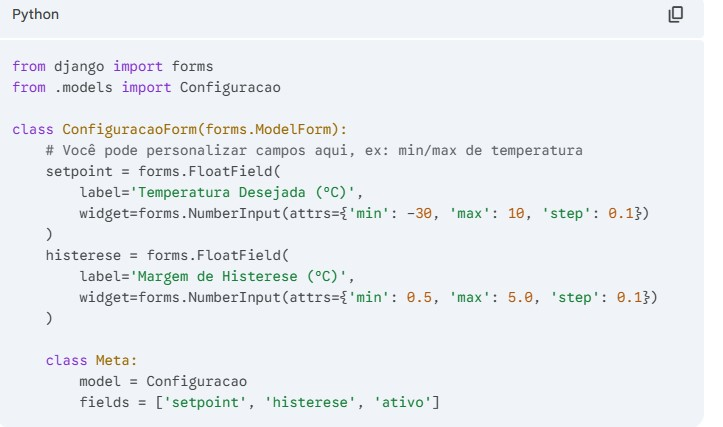 Python
from django import forms
from .models import Configuracao

class ConfiguracaoForm(forms.ModelForm):
    # Você pode personalizar campos aqui, ex: min/max de temperatura
    setpoint = forms.FloatField(
        label='Temperatura Desejada (°C)',
        widget=forms.NumberInput(attrs={'min': -30, 'max': 10, 'step': 0.1})
    )
    histerese = forms.FloatField(
        label='Margem de Histerese (°C)',
        widget=forms.NumberInput(attrs={'min': 0.5, 'max': 5.0, 'step': 0.1})
    )

    class Meta:
        model = Configuracao
        fields = ['setpoint', 'histerese', 'ativo']